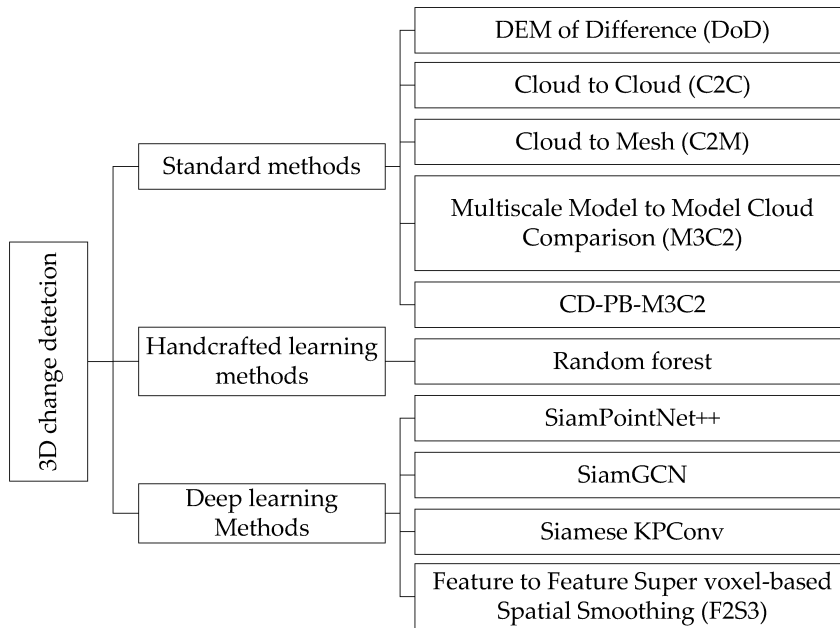 3D change detetcion
Standard methods
DEM of Difference (DoD)
Cloud to Cloud (C2C)
Cloud to Mesh (C2M)
Multiscale Model to Model Cloud
Comparison (M3C2)
CD-PB-M3C2
Handcrafted learning
methods
Random forest
Deep learning
Methods
SiamPointNet++
SiamGCN
Siamese KPConv
Feature to Feature Super voxel-based
Spatial Smoothing (F2S3)